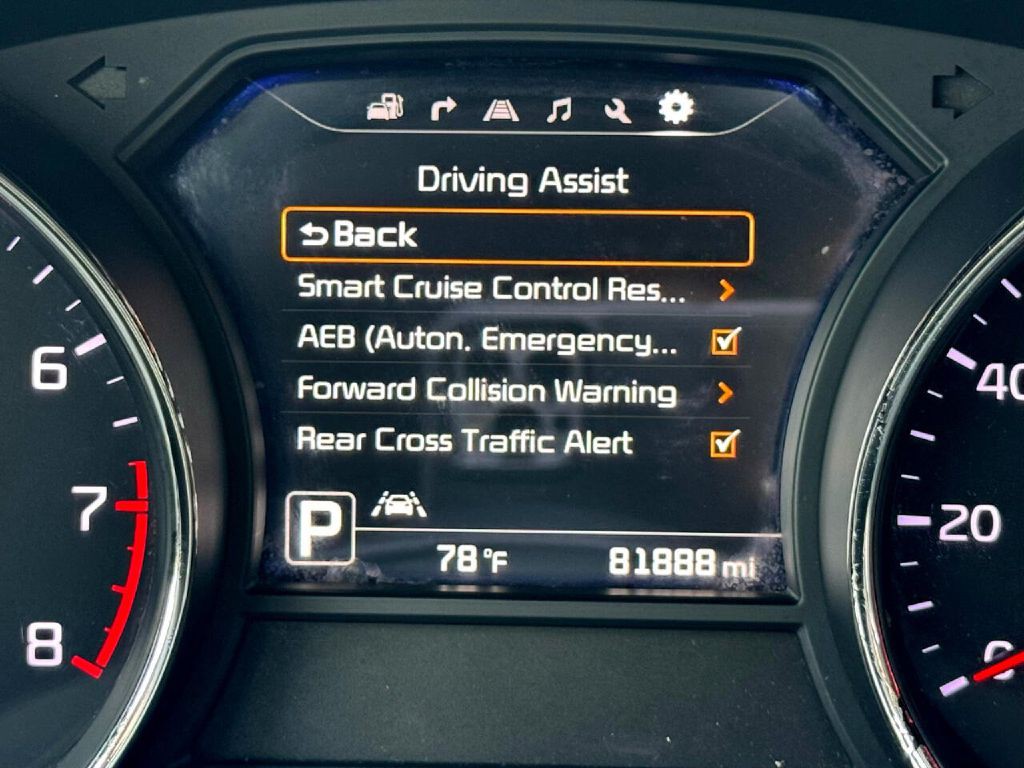 Driving Assist
Back
Smart Cruise Control Res...
AEB (Auton. Emergency...
Forward Collision Warning
Rear Cross Traffic Alert
P
78°F 81888 mi
6
7
8
40
20
0